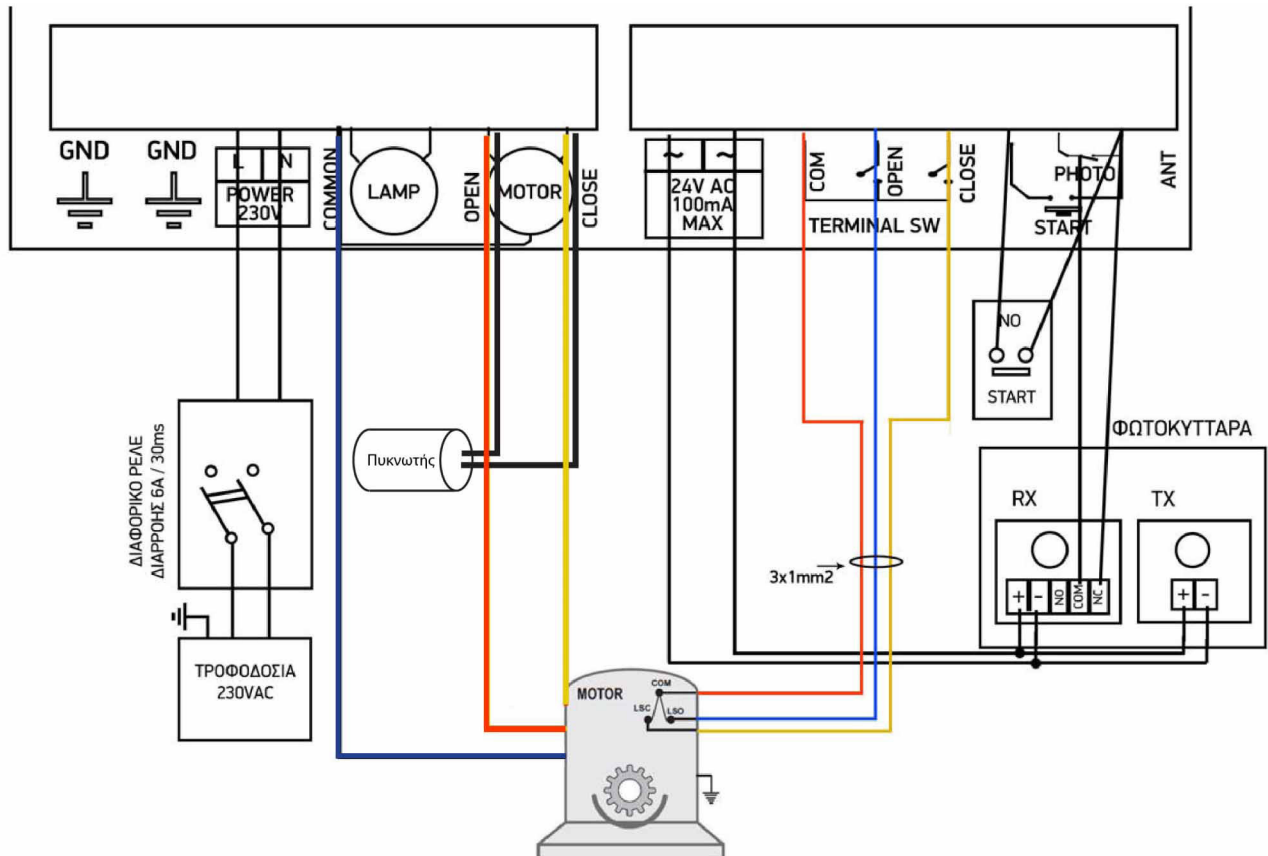 GND
GND
L N
POWER
230V
COMMON
LAMP
OPEN
MOTOR
CLOSE
~ ~
24V AC
100mA
MAX
COM
OPEN
CLOSE
TERMINAL SW
PHOTO
START
ANT
NO
START
ΔΙΑΦΟΡΙΚΟ ΡΕΛΕ
ΔΙΑΡΡΟΗΣ 6A / 30ms
Πυκνωτής
ΦΩΤΟΚΥΤΤΑΡΑ
RX TX
+ - NO COM NC
+ -
3x1mm2
ΤΡΟΦΟΔΟΣΙΑ
230VAC
MOTOR
COM
LSC LSO